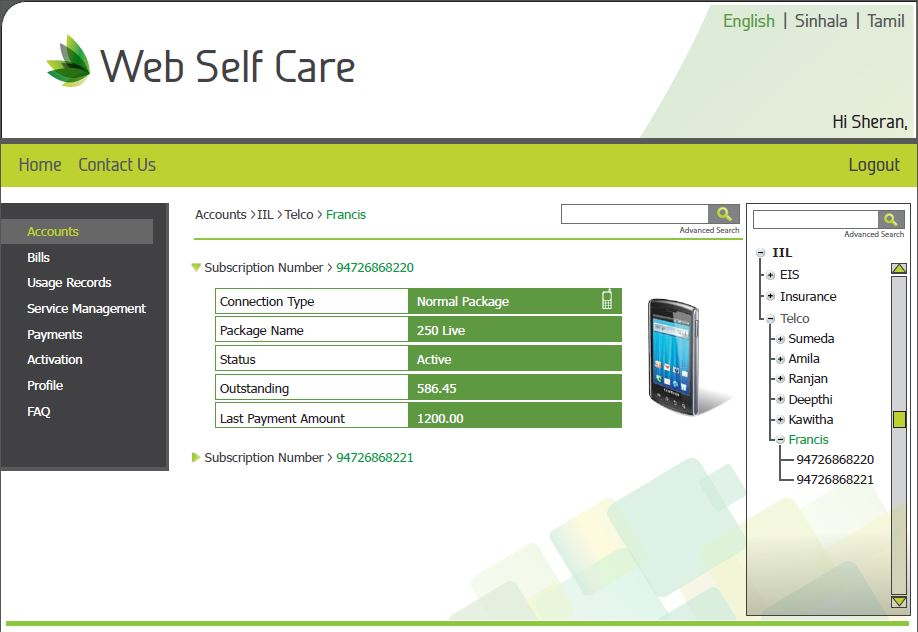 English | Sinhala | Tamil
Web Self Care
Hi Sheran,
Home Contact Us Logout
Accounts
Bills
Usage Records
Service Management
Payments
Activation
Profile
FAQ
Accounts > IIL > Telco > Francis
Advanced Search
Subscription Number > 94726868220
Connection Type Normal Package
Package Name 250 Live
Status Active
Outstanding 586.45
Last Payment Amount 1200.00
Subscription Number > 94726868221
Advanced Search
IIL
EIS
Insurance
Telco
Sumeda
Amila
Ranjan
Deepthi
Kawitha
Francis
94726868220
94726868221